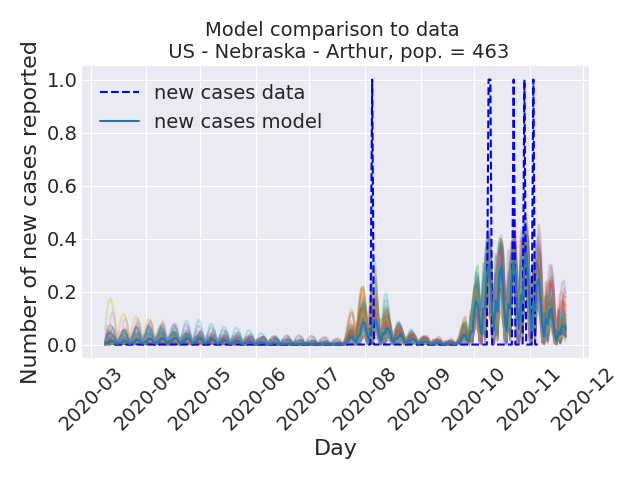 Model comparison to data
US - Nebraska - Arthur, pop. = 463
Number of new cases reported
1.0
0.8
0.6
0.4
0.2
0.0
new cases data
new cases model
2020-03
2020-04
2020-05
2020-06
2020-07
2020-08
2020-09
2020-10
2020-11
2020-12
Day